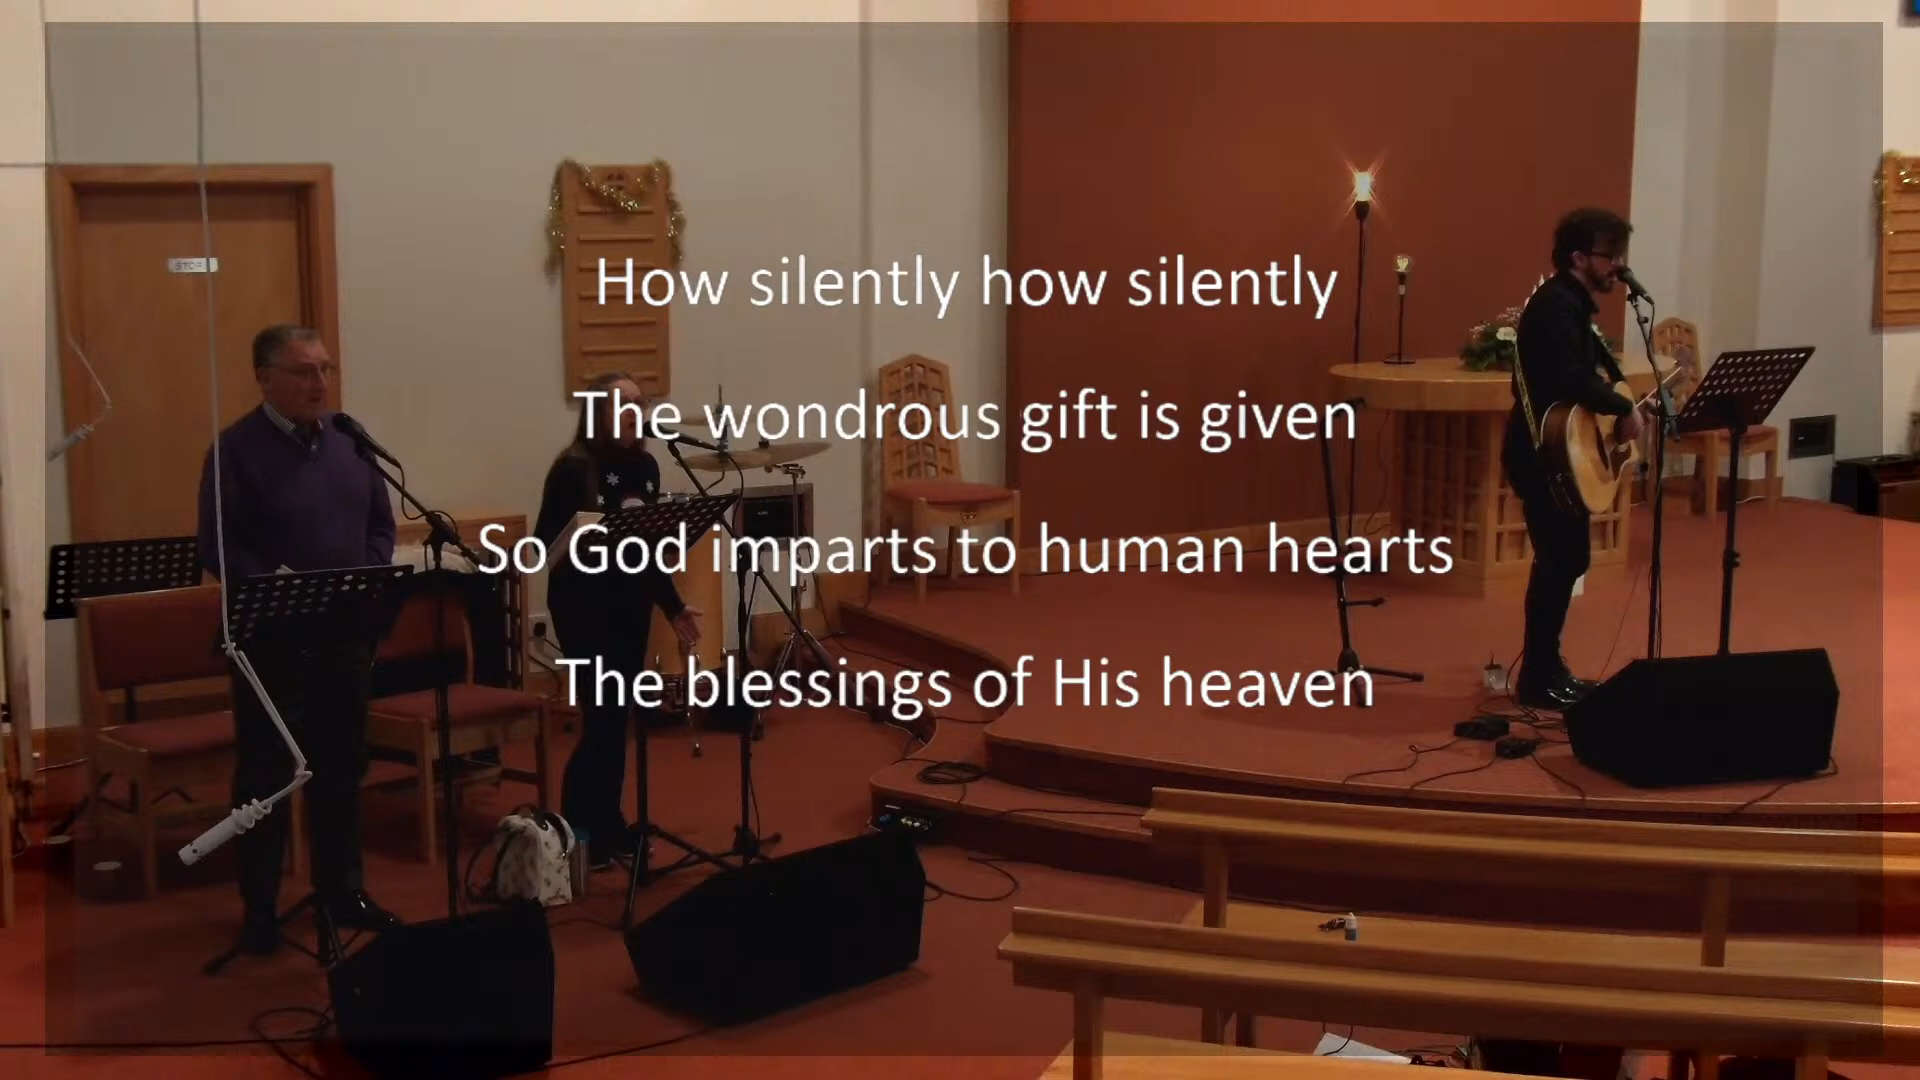 STOP
How silently how silently
The wondrous gift is given
So God imparts to human hearts
The blessings of His heaven